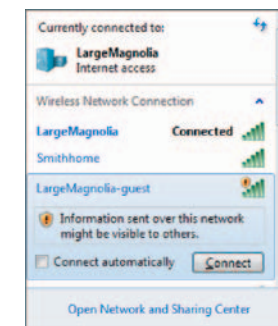 Currently connected to:
LargeMagnolia
Internet access
Wireless Network Connection
LargeMagnolia Connected
Smithhome
LargeMagnolia-guest
Information sent over this network
might be visible to others.
Connect automatically Connect
Open Network and Sharing Center